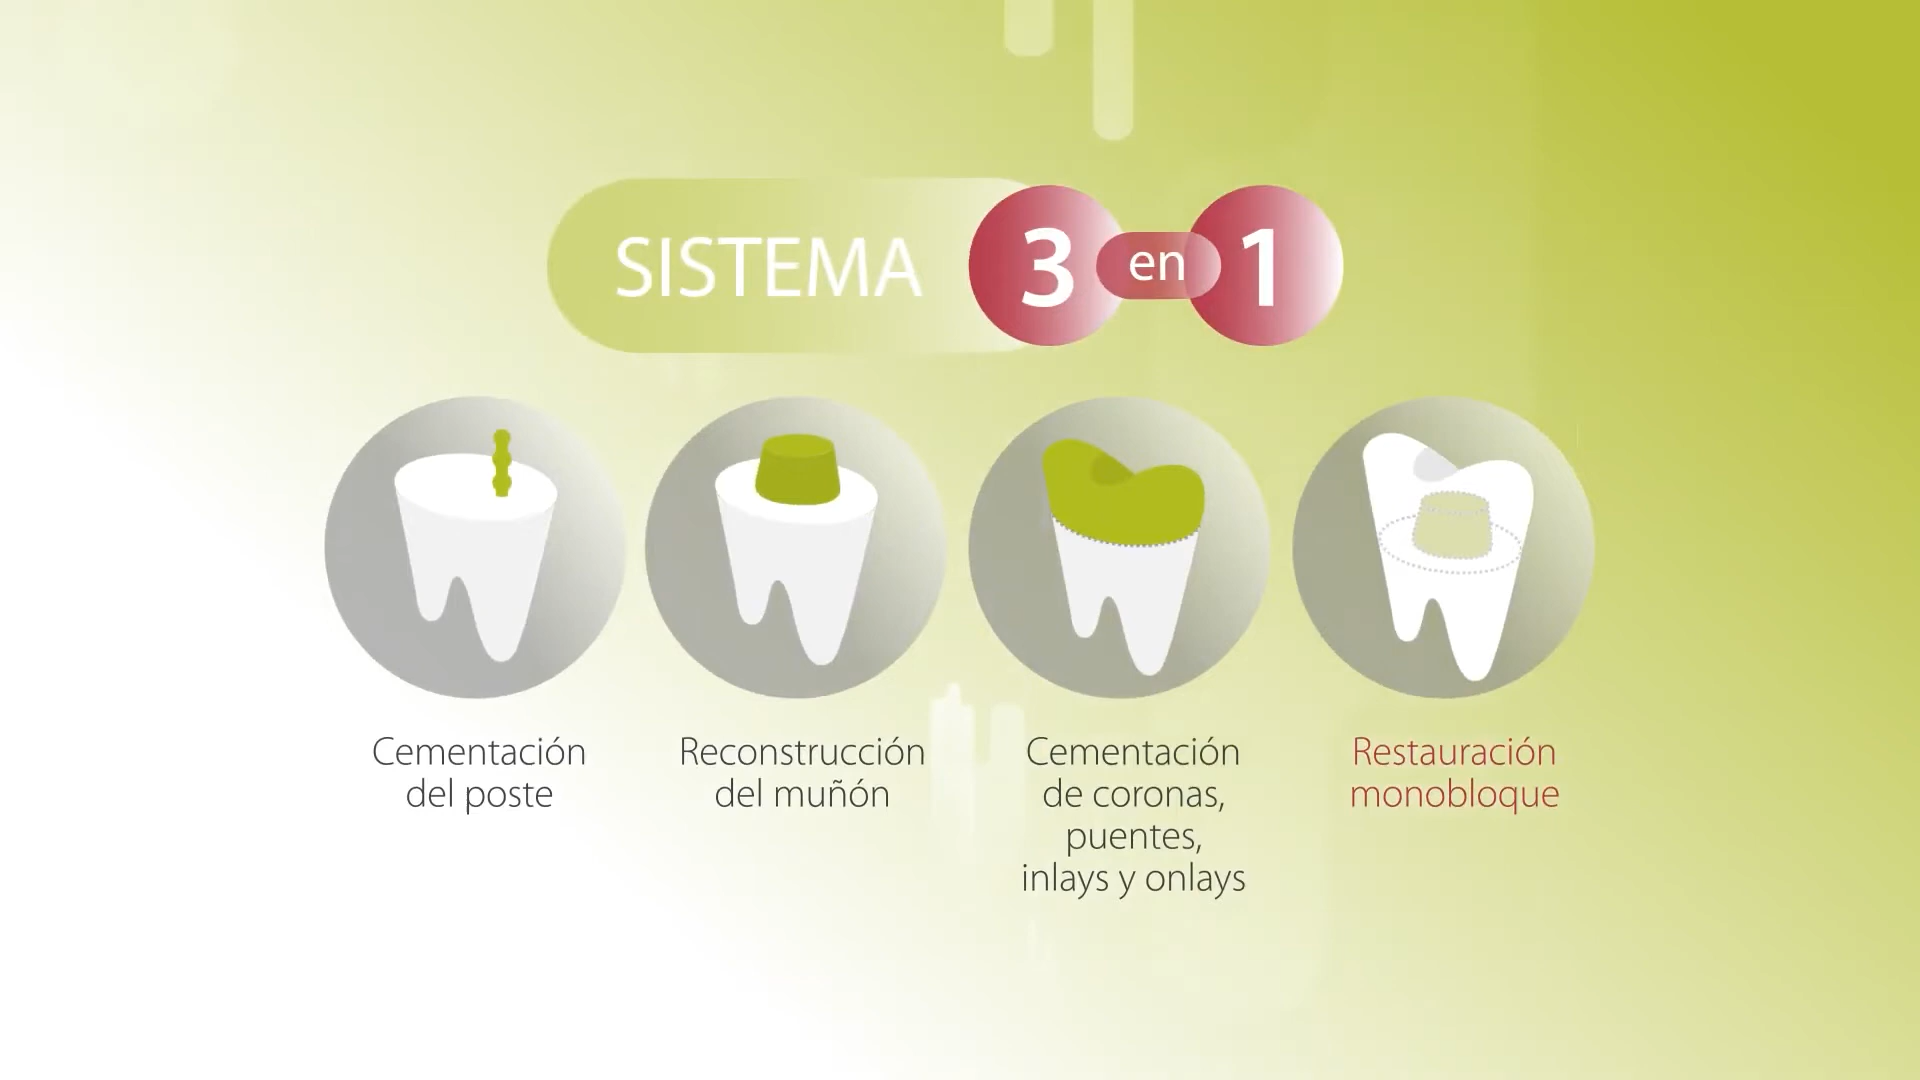 SISTEMA 3 en 1
Cementación
del poste
Reconstrucción
del muñón
Cementación
de coronas,
puentes,
inlays y onlays
Restauración
monobloque